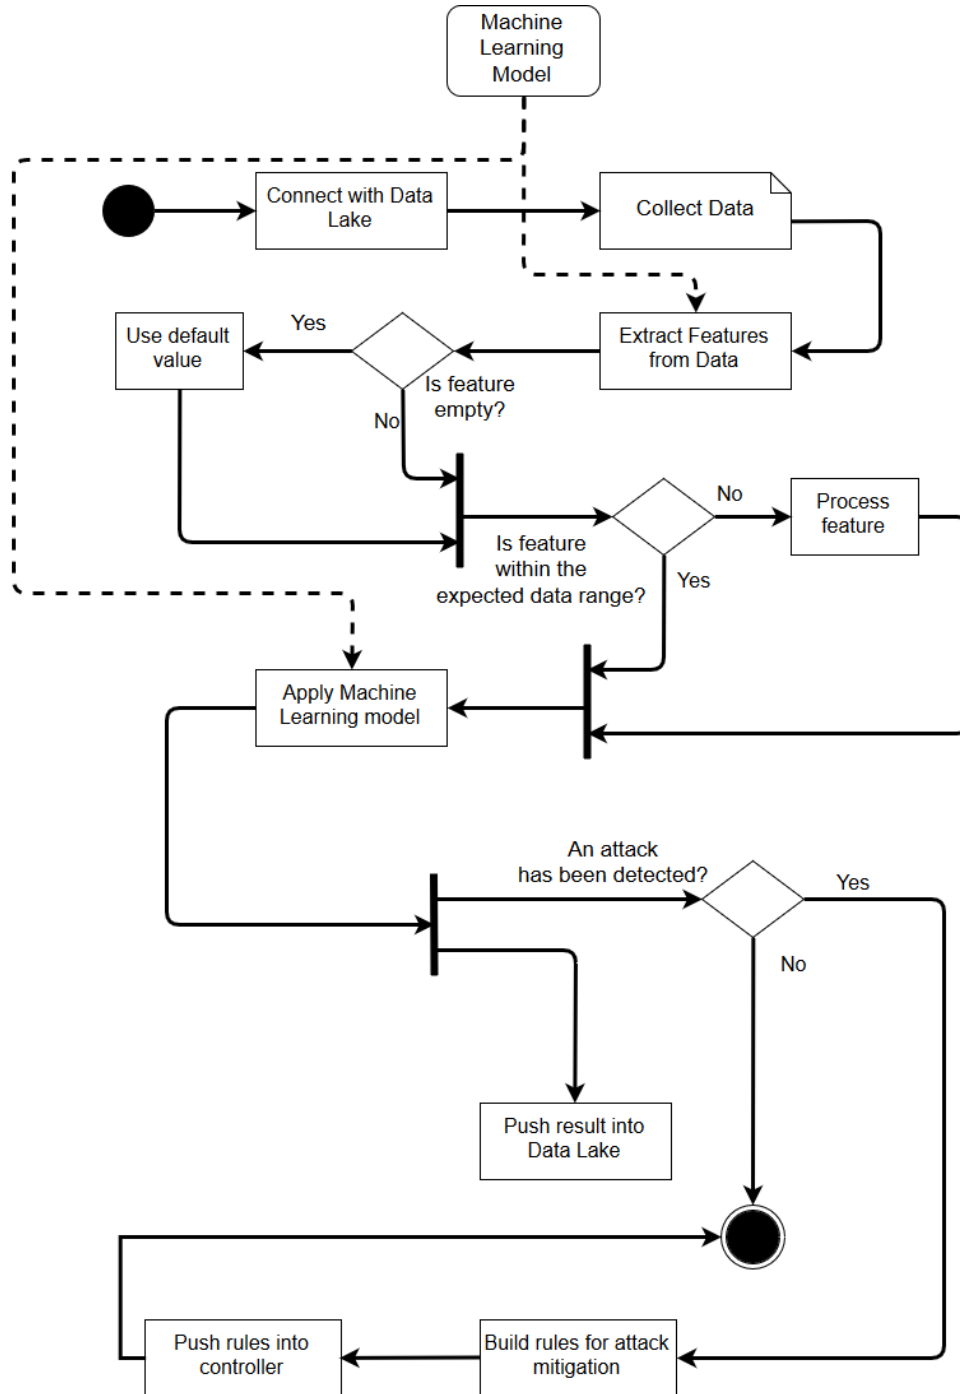 Machine
Learning
Model
Connect with Data
Lake
Collect Data
Use default
value
Yes
Is feature
empty?
No
Extract Features
from Data
Is feature
within the
expected data range?
No
Yes
Process
feature
Apply Machine
Learning model
An attack
has been detected?
Yes
No
Push result into
Data Lake
Push rules into
controller
Build rules for attack
mitigation